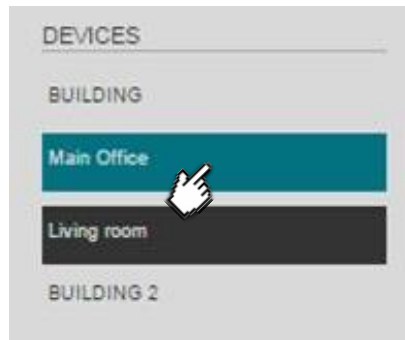 DEVICES
BUILDING
Main Office
Living room
BUILDING 2